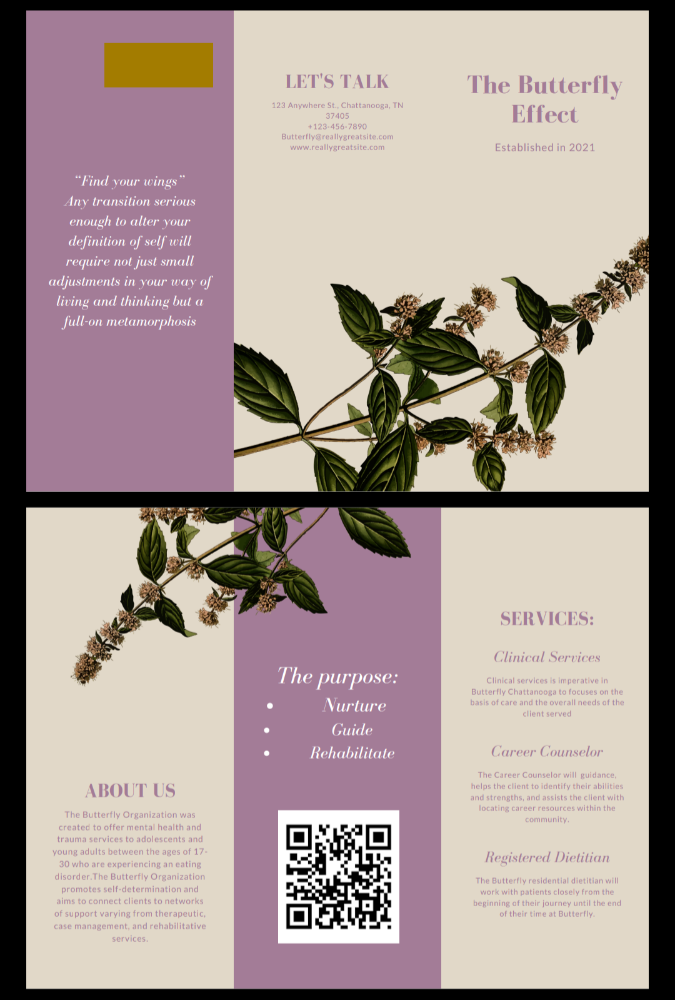 “Find your wings”
Any transition serious
enough to alter your
definition of self will
require not just small
adjustments in your way of
living and thinking but a
full-on metamorphosis
LET'S TALK
123 Anywhere St., Chattanooga, TN
37405
+123-456-7890
Butterfly@reallygreatsite.com
www.reallygreatsite.com
The Butterfly
Effect
Established in 2021
ABOUT US
The Butterfly Organization was
created to offer mental health and
trauma services to adolescents and
young adults between the ages of 17-
30 who are experiencing an eating
disorder.The Butterfly Organization
promotes self-determination and
aims to connect clients to networks
of support varying from therapeutic,
case management, and rehabilitative
services.
The purpose:
• Nurture
• Guide
• Rehabilitate
SERVICES:
Clinical Services
Clinical services is imperative in
Butterfly Chattanooga to focuses on the
basis of care and the overall needs of the
client served
Career Counselor
The Career Counselor will guidance,
helps the client to identify their abilities
and strengths, and assists the client with
locating career resources within the
community.
Registered Dietitian
The Butterfly residential dietitian will
work with patients closely from the
beginning of their journey until the end
of their time at Butterfly.